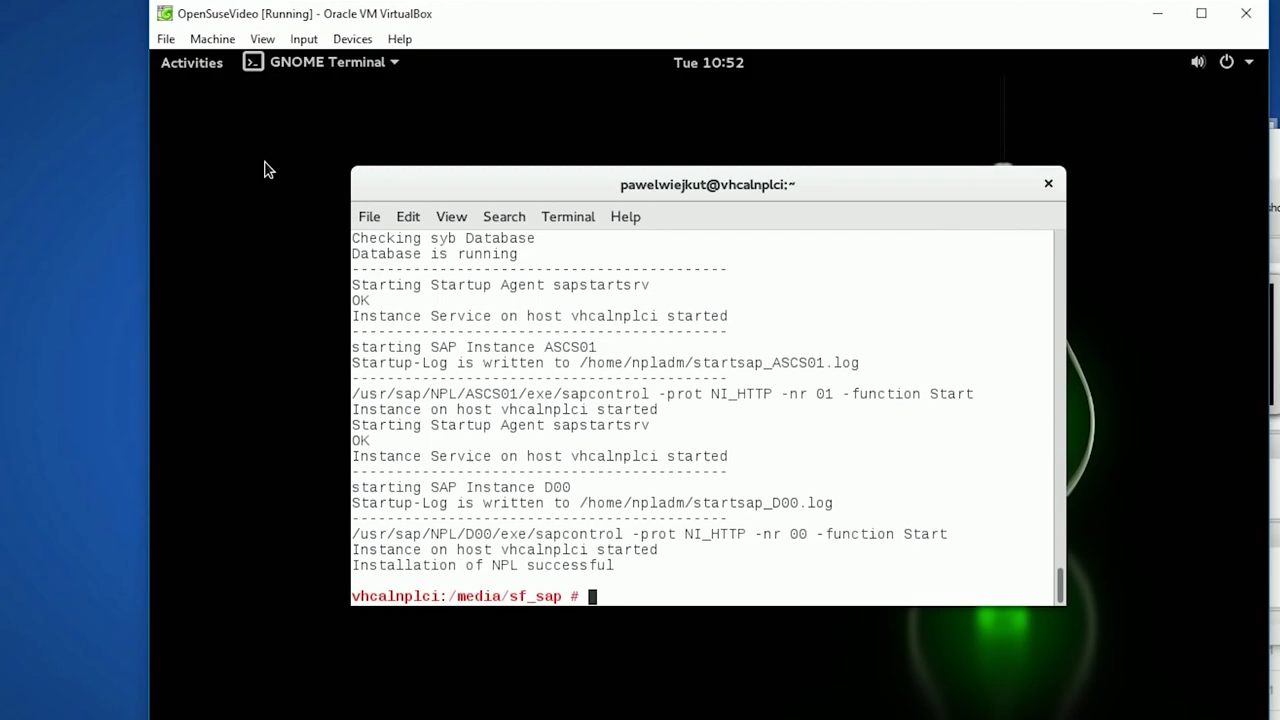 OpenSuseVideo [Running] - Oracle VM VirtualBox
File Machine View Input Devices Help
Activities GNOME Terminal Tue 10:52
pawelwiejkut@vhcalnplci:~
File Edit View Search Terminal Help
Checking syb Database
Database is running
-------------------------------------------
Starting Startup Agent sapstartsrv
OK
Instance Service on host vhcalnplci started
-------------------------------------------
starting SAP Instance ASCS01
Startup-Log is written to /home/npladm/startsap_ASCS01.log
-------------------------------------------
/usr/sap/NPL/ASCS01/exe/sapcontrol -prot NI_HTTP -nr 01 -function Start
Instance on host vhcalnplci started
Starting Startup Agent sapstartsrv
OK
Instance Service on host vhcalnplci started
-------------------------------------------
starting SAP Instance D00
Startup-Log is written to /home/npladm/startsap_D00.log
-------------------------------------------
/usr/sap/NPL/D00/exe/sapcontrol -prot NI_HTTP -nr 00 -function Start
Instance on host vhcalnplci started
Installation of NPL successful
vhcalnplci:/media/sf_sap #